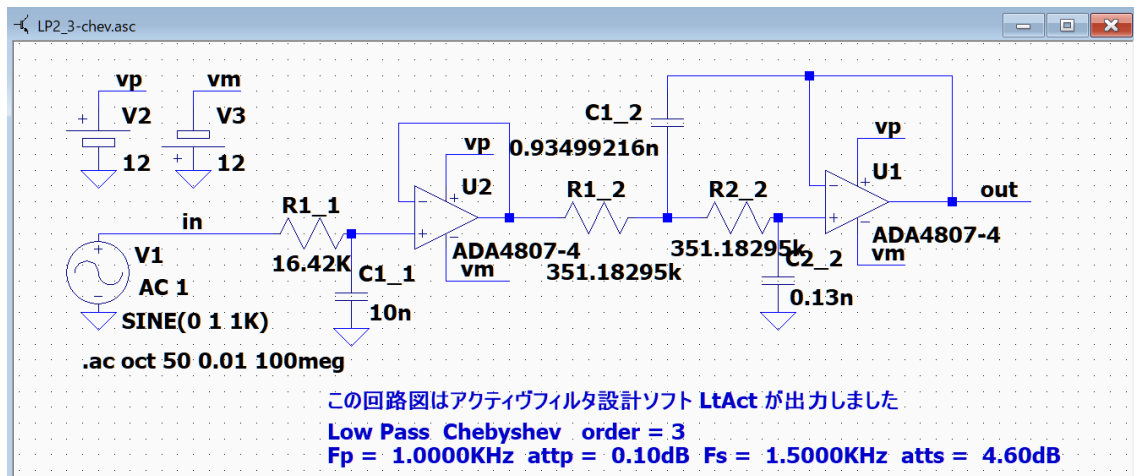 LP2_3-chev.asc
vp
vm
V2
V3
12
12
C1_2
0.93499216n
vp
vp
U2
U1
R1_1
R1_2
R2_2
out
in
16.42K
ADA4807-4
ADA4807-4
351.18295k
351.18295k
vm
vm
V1
AC 1
SINE(0 1 1K)
C1_1
10n
C2_2
0.13n
.ac oct 50 0.01 100meg
この回路図はアクティヴフィルタ設計ソフト LtAct が出力しました
Low Pass Chebyshev order = 3
Fp = 1.0000KHz attp = 0.10dB Fs = 1.5000KHz atts = 4.60dB